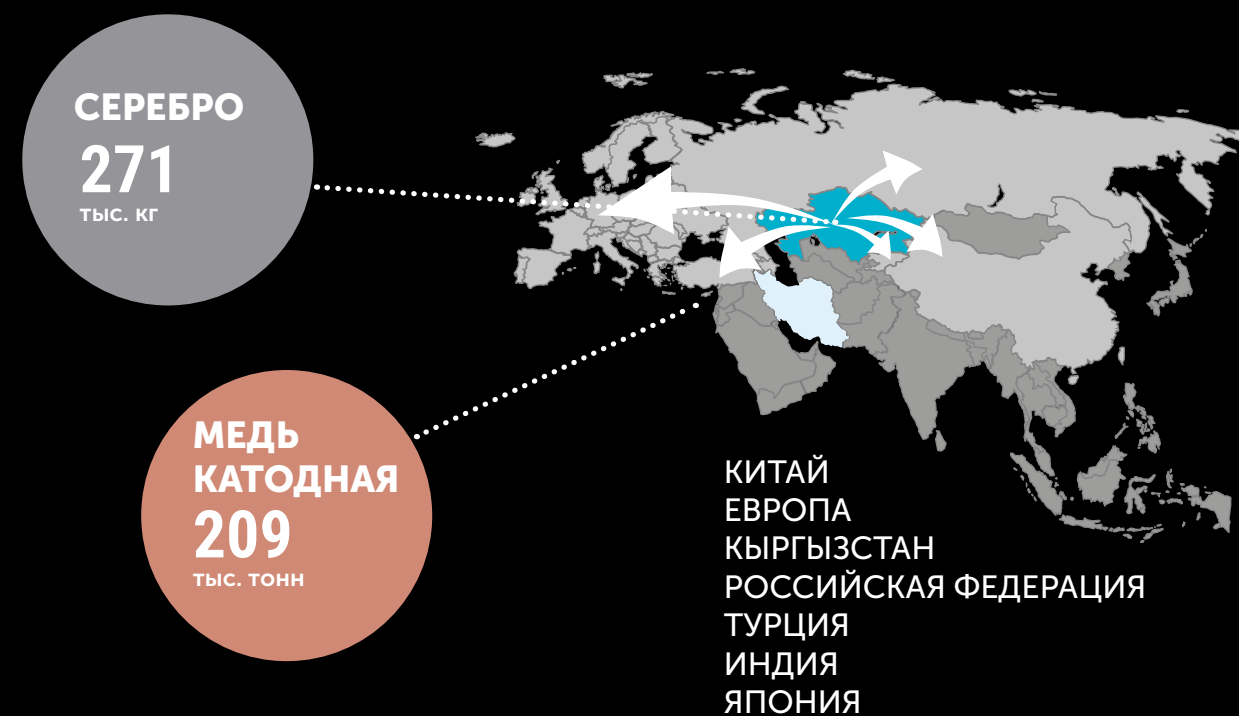 СЕРЕБРО
271
ТЫС. КГ
МЕДЬ
КАТОДНАЯ
209
ТЫС. ТОНН
КИТАЙ
ЕВРОПА
КЫРГЫЗСТАН
РОССИЙСКАЯ ФЕДЕРАЦИЯ
ТУРЦИЯ
ИНДИЯ
ЯПОНИЯ